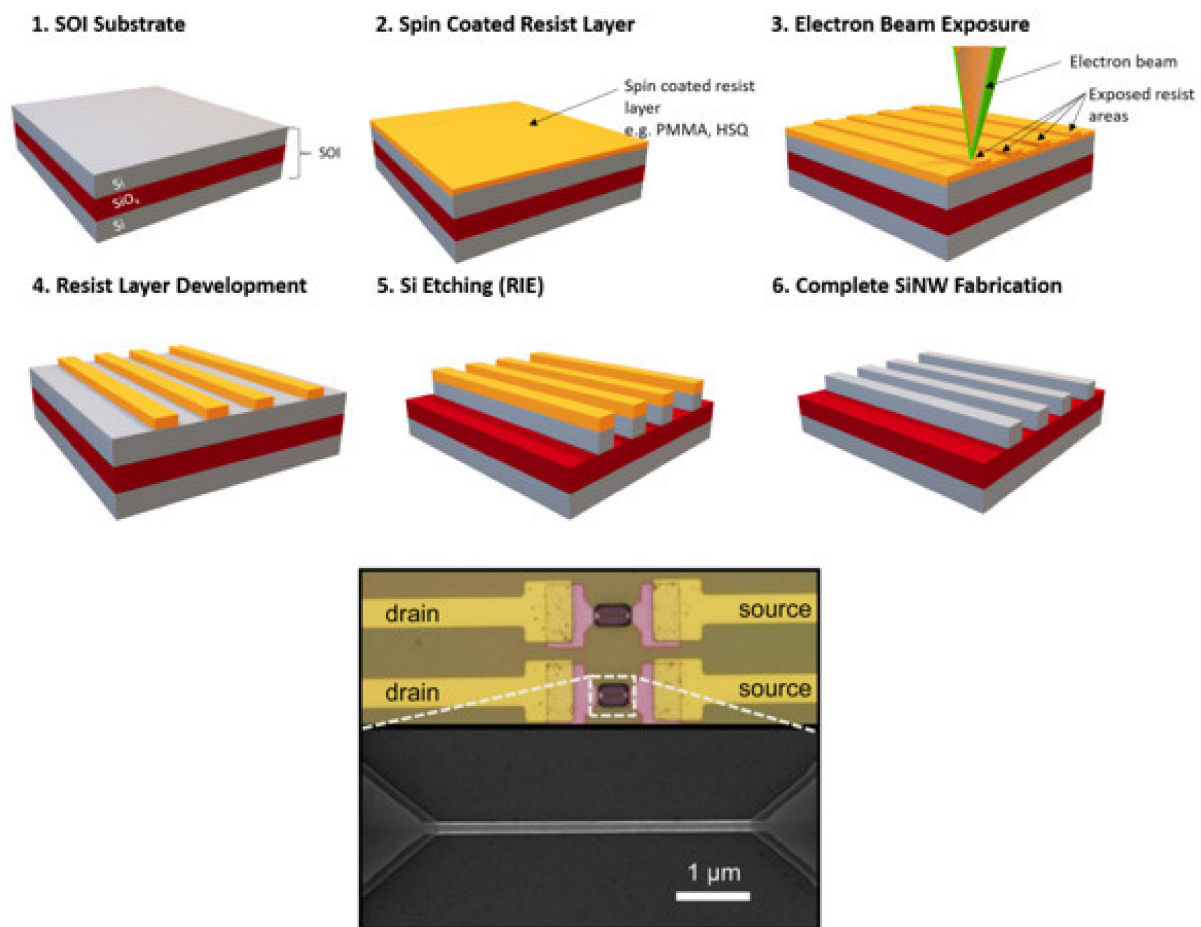 1. SOI Substrate
2. Spin Coated Resist Layer
3. Electron Beam Exposure
Spin coated resist
layer
e.g. PMMA, HSQ
Electron beam
Exposed resist
areas
SOI
Si
SiOₓ
Si
4. Resist Layer Development
5. Si Etching (RIE)
6. Complete SiNW Fabrication
drain
source
drain
source
1 μm